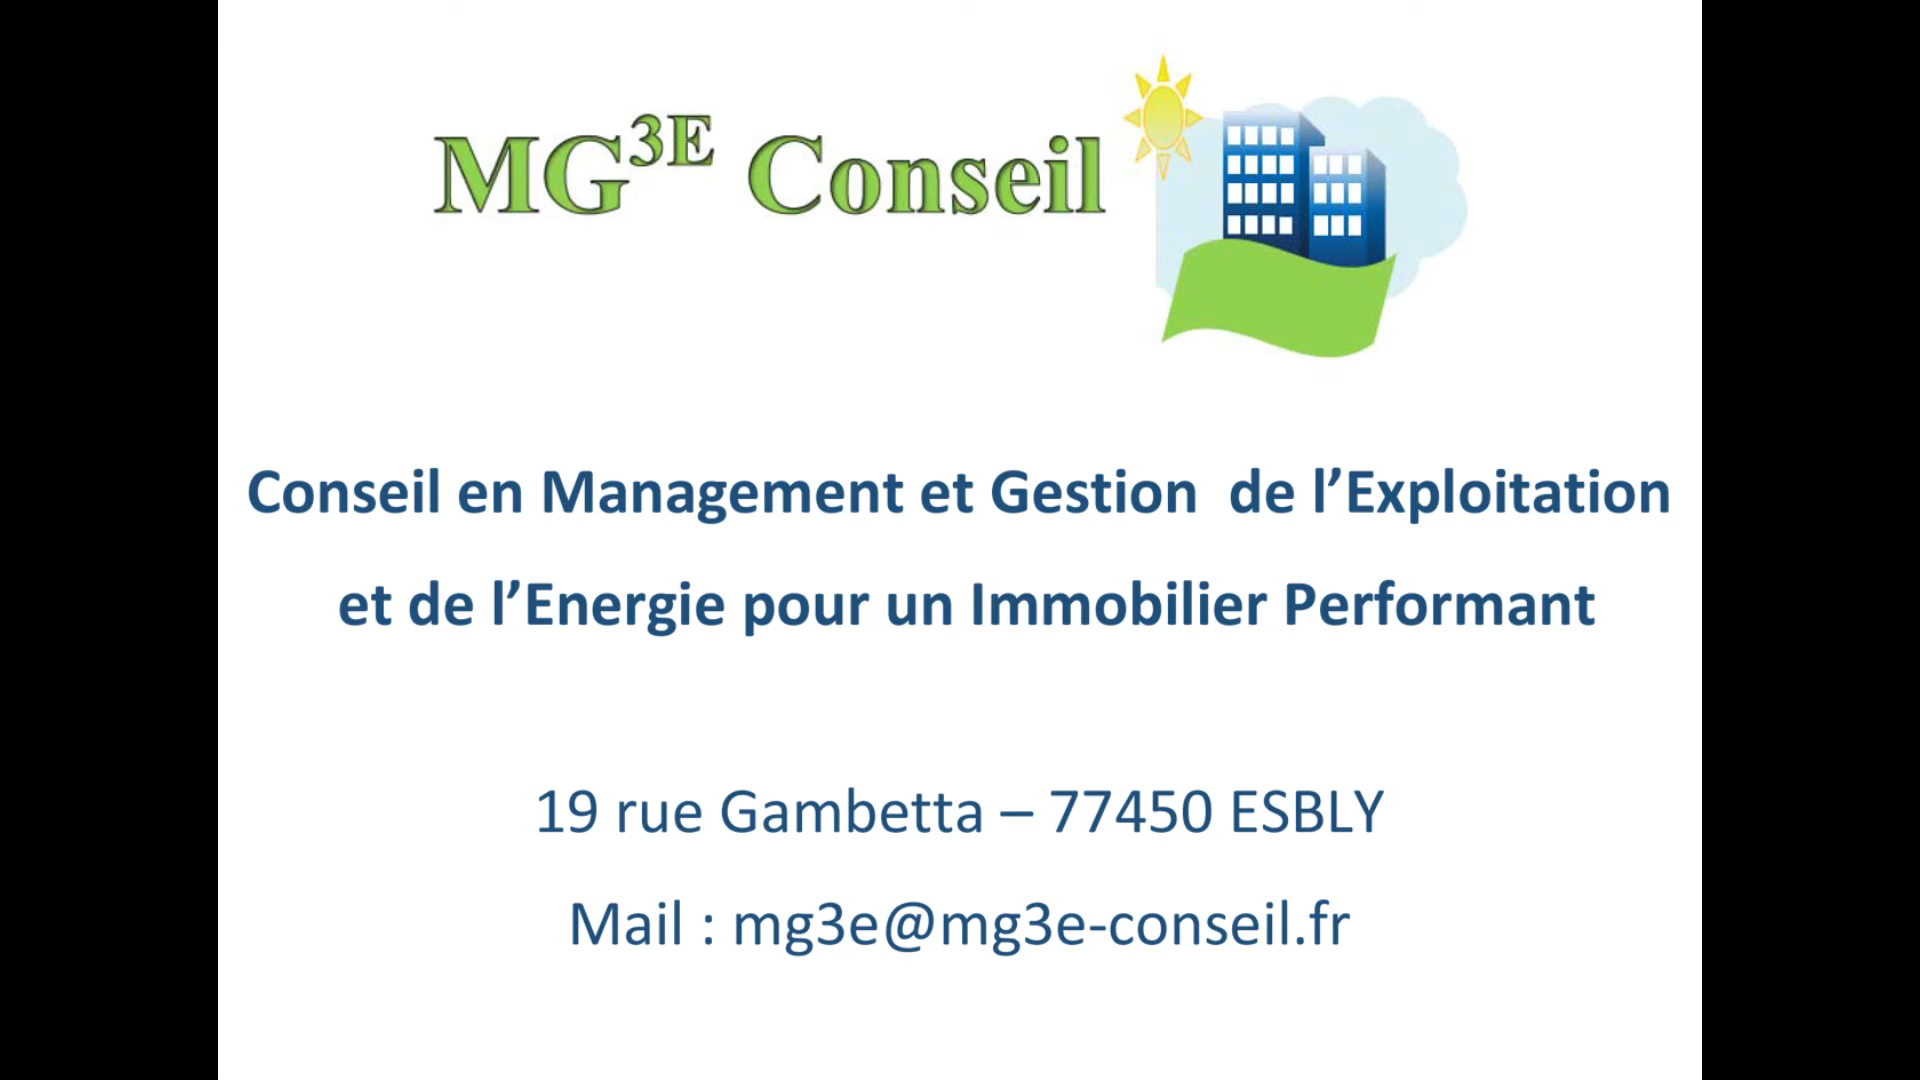 MG3E Conseil
Conseil en Management et Gestion de l’Exploitation
et de l’Energie pour un Immobilier Performant
19 rue Gambetta – 77450 ESBLY
Mail : mg3e@mg3e-conseil.fr